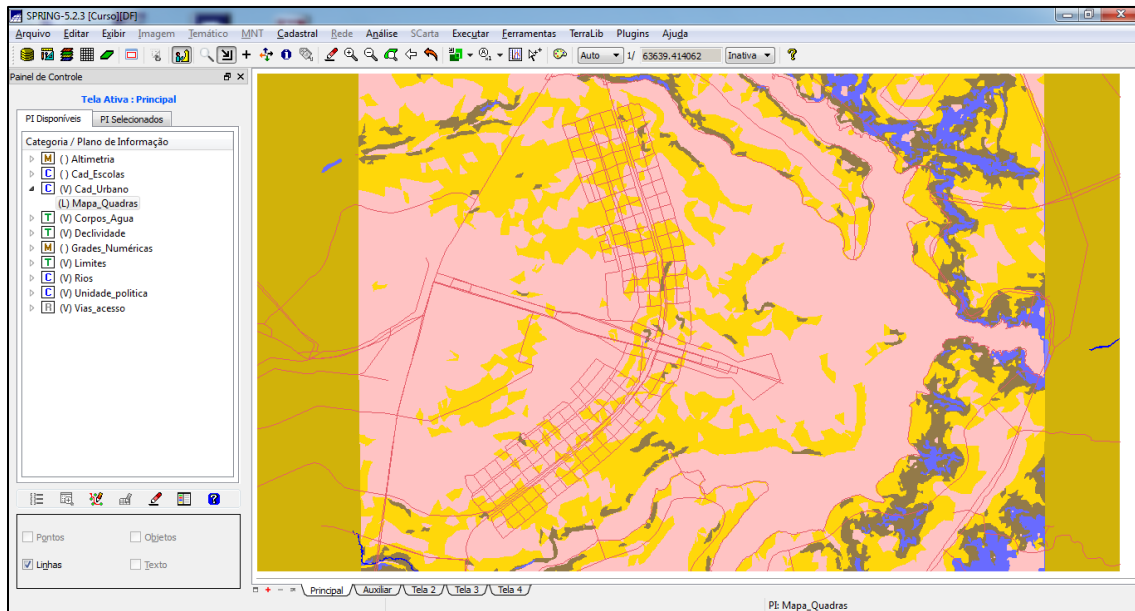 SPRING-5.2.3 [Curso][DF]
Arquivo Editar Exibir Imagem Temático MNT Cadastral Rede Análise SCarta Executar Ferramentas TerraLib Plugins Ajuda
Auto 1/ 63639.414062 Inativa
Painel de Controle
Tela Ativa : Principal
PI Disponíveis PI Selecionados
Categoria / Plano de Informação
M ( ) Altimetria
C ( ) Cad_Escolas
C (V) Cad_Urbano
(L) Mapa_Quadras
T (V) Corpos_Agua
T (V) Declividade
M ( ) Grades_Numéricas
T (V) Limites
C (V) Rios
C (V) Unidade_politica
R (V) Vias_acesso
Pontos Objetos
Linhas Texto
Principal Auxiliar Tela 2 Tela 3 Tela 4
PI: Mapa_Quadras